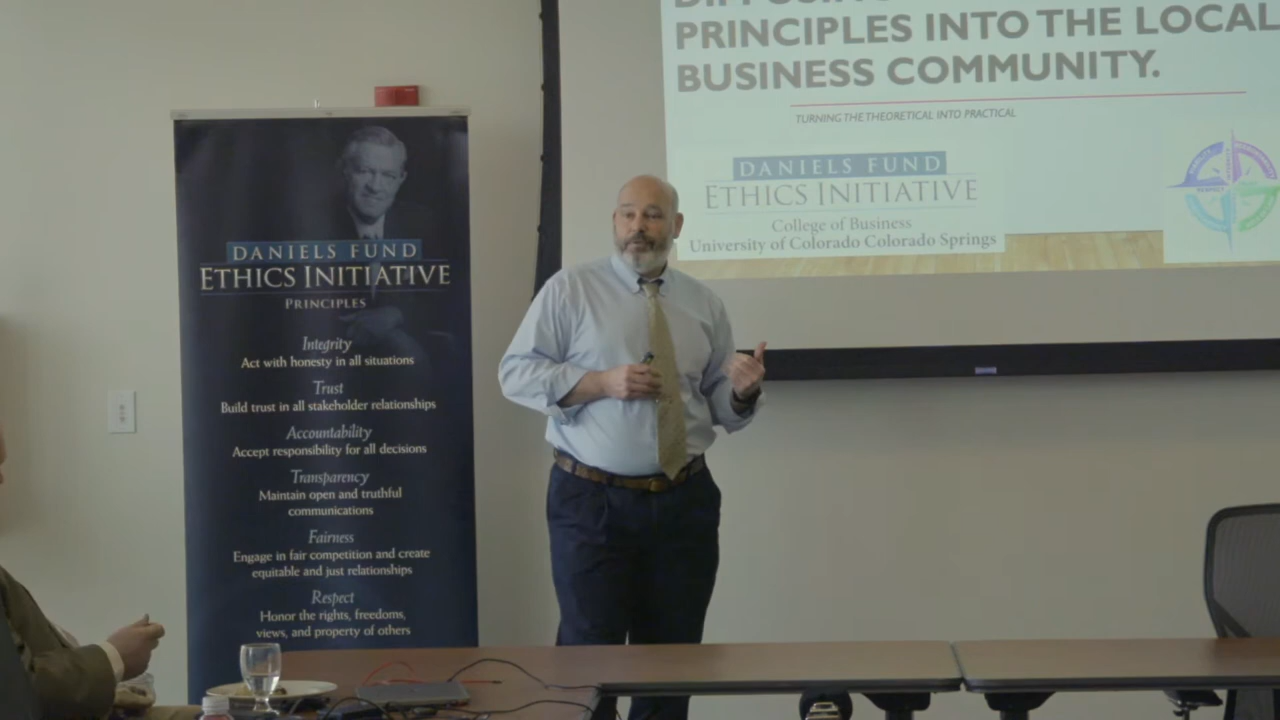 DANIELS FUND
ETHICS INITIATIVE
PRINCIPLES
Integrity
Act with honesty in all situations
Trust
Build trust in all stakeholder relationships
Accountability
Accept responsibility for all decisions
Transparency
Maintain open and truthful
communications
Fairness
Engage in fair competition and create
equitable and just relationships
Respect
Honor the rights, freedoms,
views, and property of others
PRINCIPLES INTO THE LOCAL
BUSINESS COMMUNITY.
TURNING THE THEORETICAL INTO PRACTICAL
DANIELS FUND
ETHICS INITIATIVE
College of Business
University of Colorado Colorado Springs